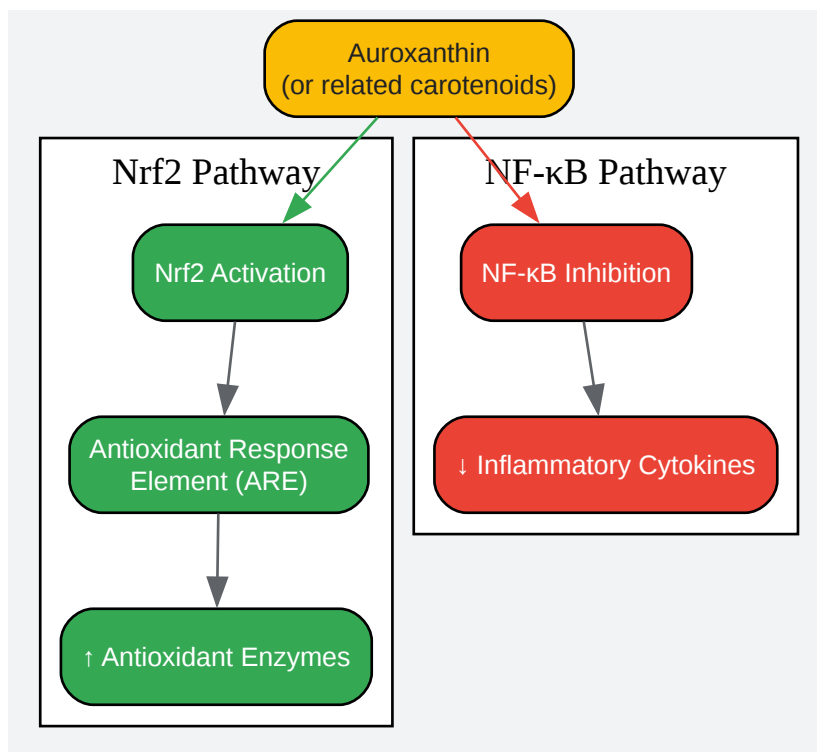 Auroxanthin
(or related carotenoids)
Nrf2 Pathway
Nrf2 Activation
Antioxidant Response
Element (ARE)
↑ Antioxidant Enzymes
NF-κB Pathway
NF-κB Inhibition
↓ Inflammatory Cytokines